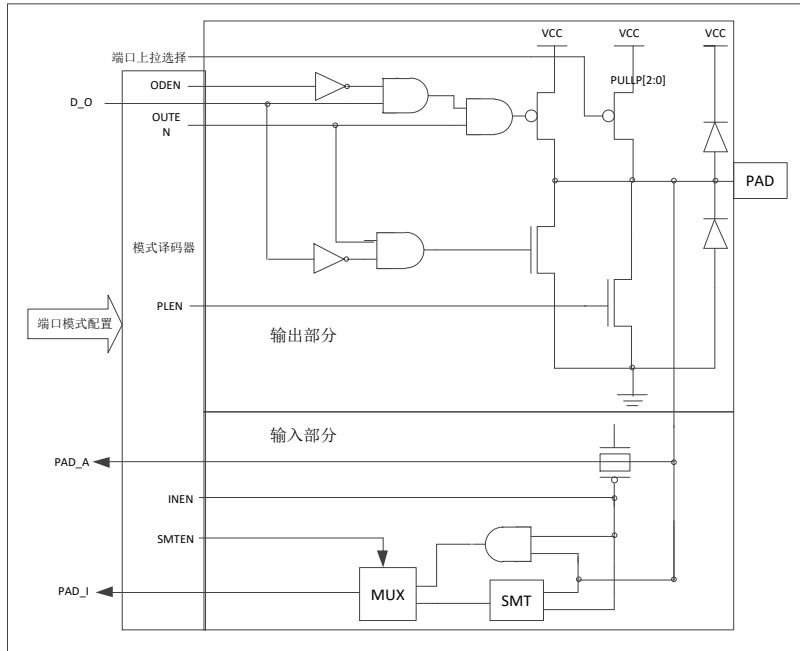 VCC
VCC
VCC
端口上拉选择
PULLP[2:0]
ODEN
D_O
OUTE
N
PAD
模式译码器
PLEN
端口模式配置
输出部分
输入部分
PAD_A
INEN
SMTEN
PAD_I
MUX
SMT